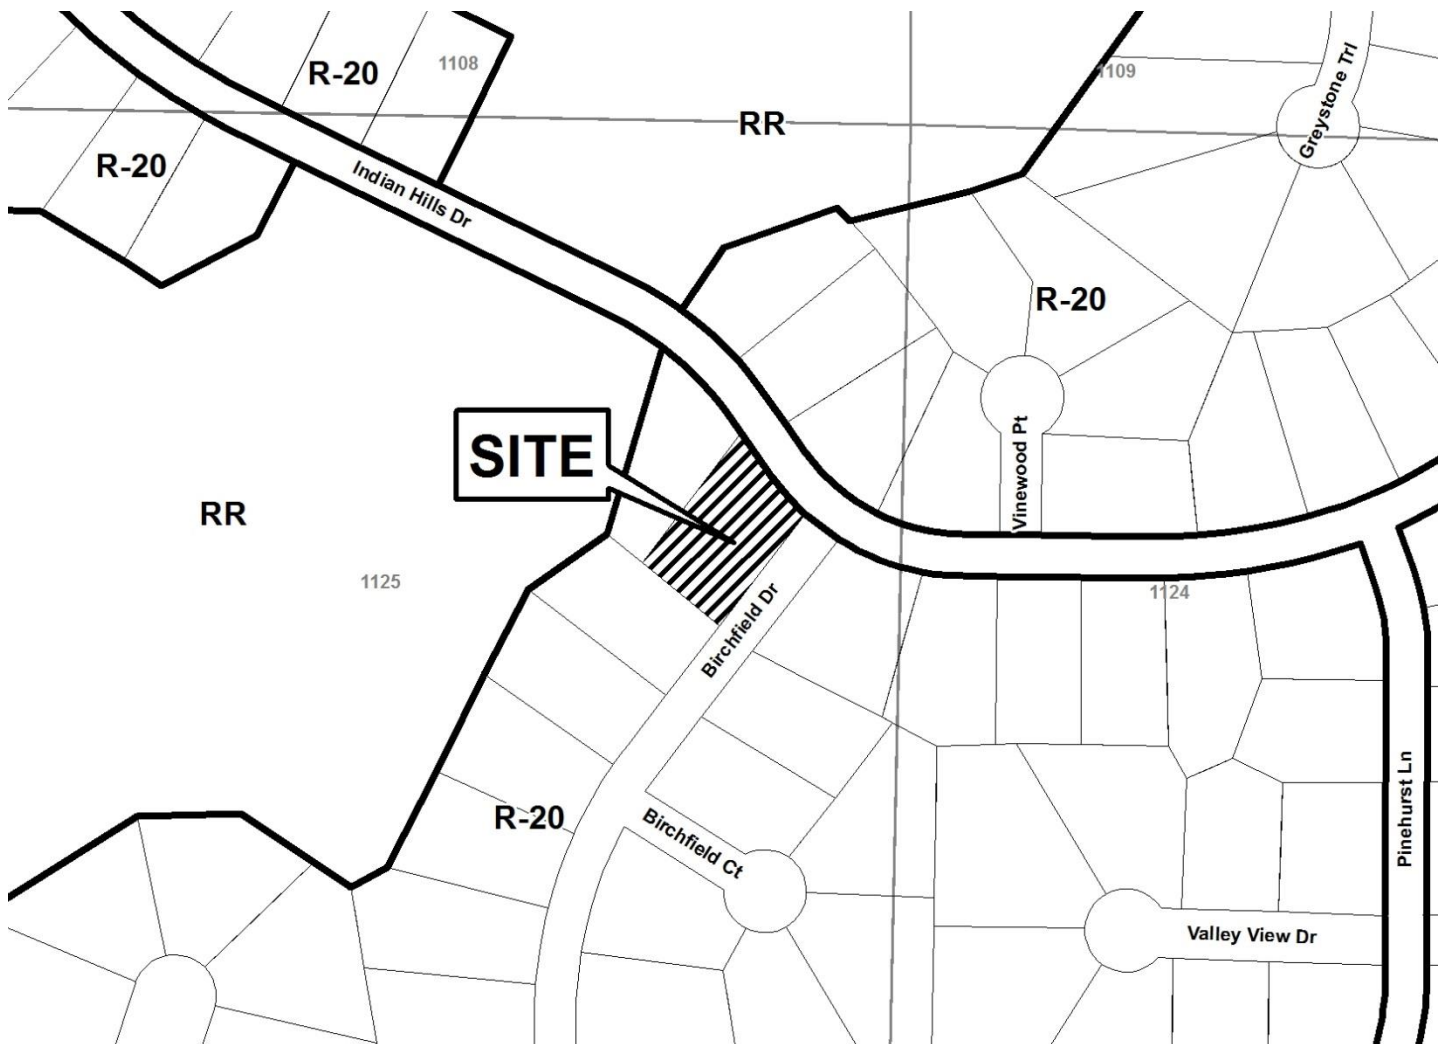 R-20
1108
1109
RR
Greystone Trl
R-20
Indian Hills Dr
R-20
SITE
Vinewood Pt
RR
1125
1124
Birchfield Dr
R-20
Birchfield Ct
Pinehurst Ln
Valley View Dr